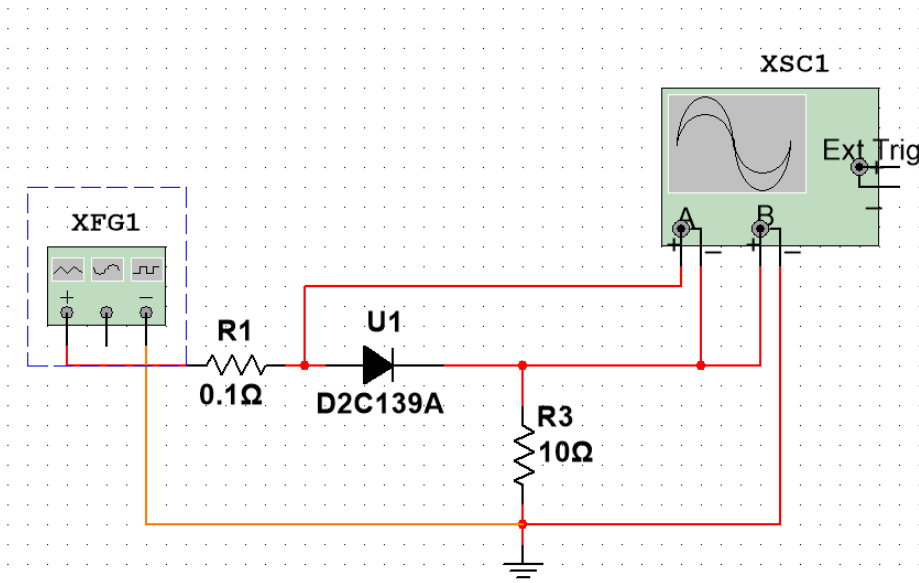 XSC1
Ext Trig
+
−
A
B
+
−
+
−
XFG1
+
−
R1
0.1Ω
U1
D2C139A
R3
10Ω